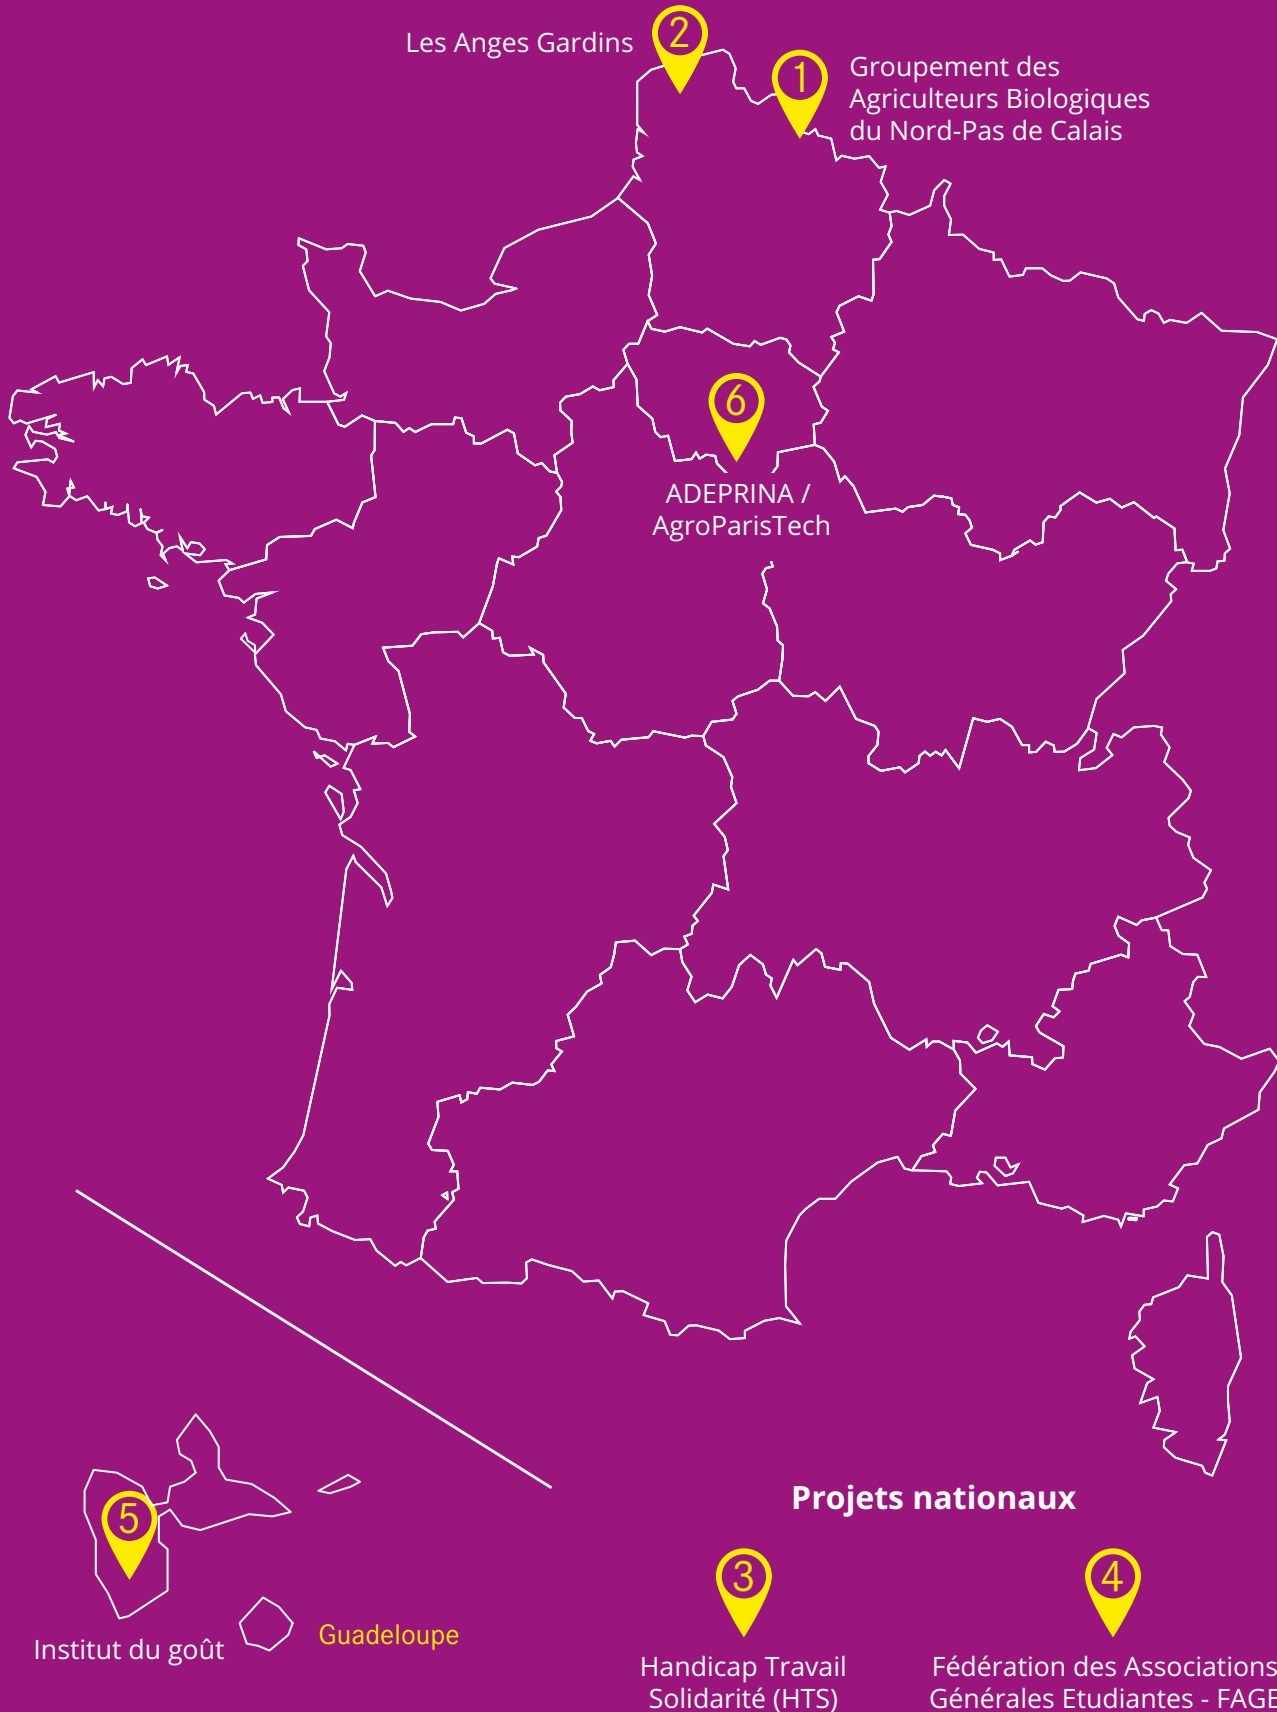 Les Anges Gardins
2
1
Groupement des
Agriculteurs Biologiques
du Nord-Pas de Calais
6
ADEPRINA /
AgroParisTech
5
Institut du goût
Guadeloupe
Projets nationaux
3
Handicap Travail
Solidarité (HTS)
4
Fédération des Associations
Générales Etudiantes - FAGE